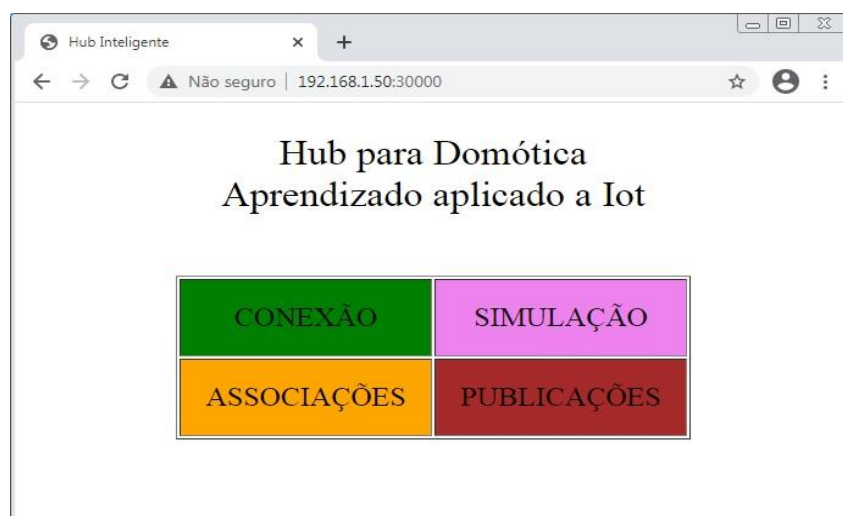 Hub Inteligente
Não seguro | 192.168.1.50:30000
Hub para Domótica
Aprendizado aplicado a Iot
CONEXÃO SIMULAÇÃO
ASSOCIAÇÕES PUBLICAÇÕES